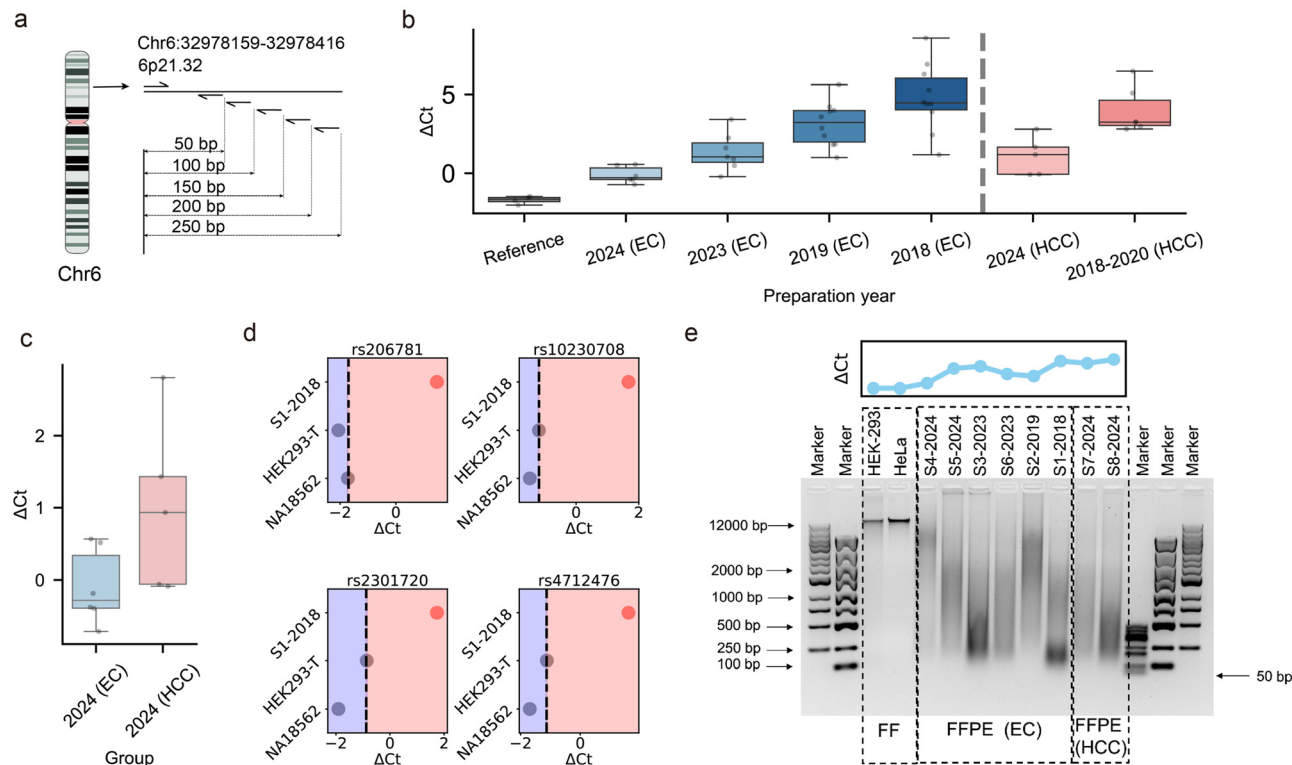 a
Chr6:32978159-32978416
6p21.32
50 bp
100 bp
150 bp
200 bp
250 bp
Chr6
b
ΔCt
5
0
Reference
2024 (EC)
2023 (EC)
2019 (EC)
2018 (EC)
2024 (HCC)
2018-2020 (HCC)
Preparation year
c
ΔCt
2
1
0
2024 (EC)
2024 (HCC)
Group
d
rs206781
S1-2018
HEK293-T
NA18562
−2
0
ΔCt
rs10230708
S1-2018
HEK293-T
NA18562
0
2
ΔCt
rs2301720
S1-2018
HEK293-T
NA18562
−2
0
2
ΔCt
rs4712476
S1-2018
HEK293-T
NA18562
−2
0
2
ΔCt
e
ΔCt
Marker
Marker
HEK-293
HeLa
S4-2024
S5-2024
S3-2023
S6-2023
S2-2019
S1-2018
S7-2024
S8-2024
Marker
Marker
Marker
12000 bp
2000 bp
1000 bp
500 bp
250 bp
100 bp
50 bp
FF
FFPE (EC)
FFPE
(HCC)